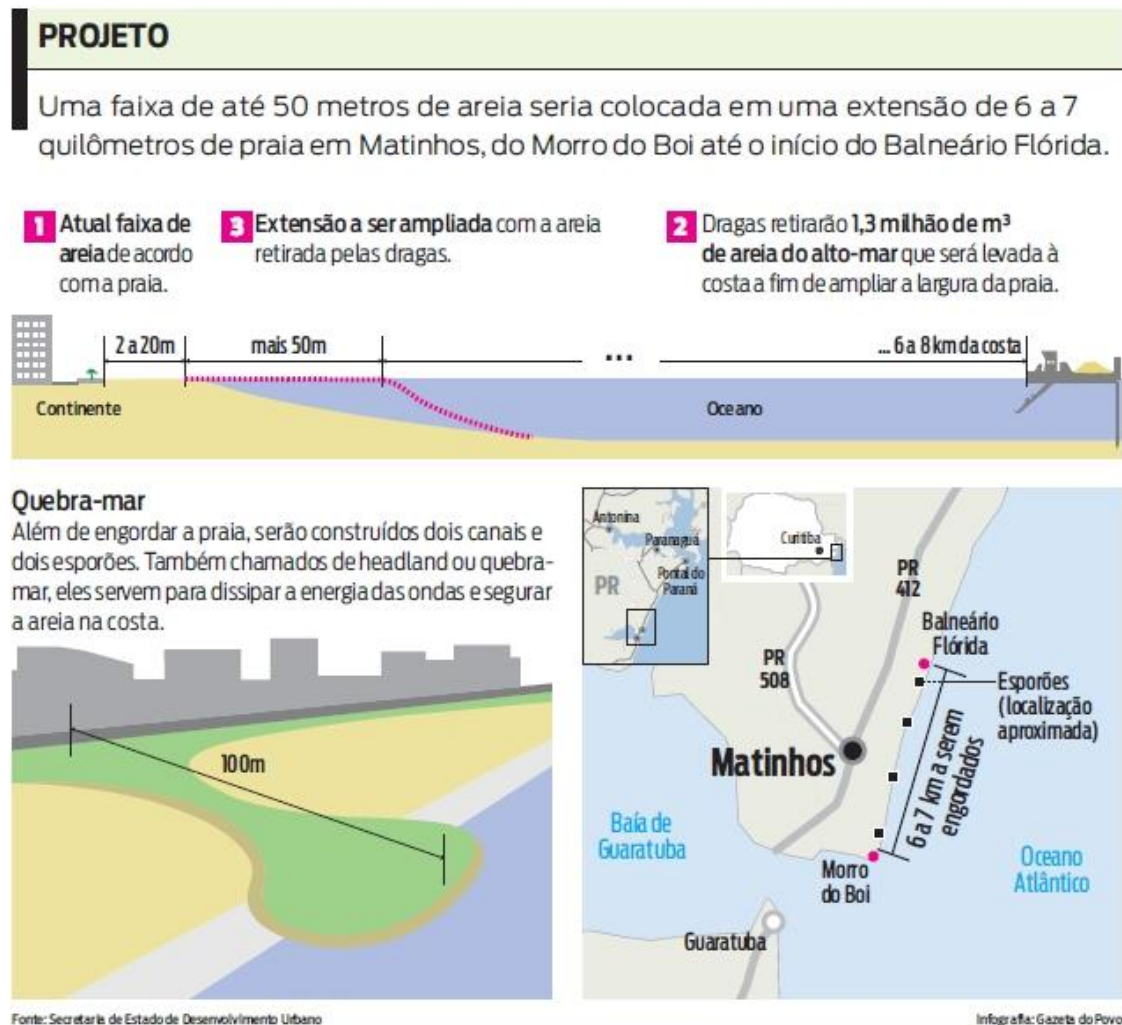 PROJETO
Uma faixa de até 50 metros de areia seria colocada em uma extensão de 6 a 7
quilômetros de praia em Matinhos, do Morro do Boi até o início do Balneário Flórida.
1 Atual faixa de
areia de acordo
com a praia.
3 Extensão a ser ampliada com a areia
retirada pelas dragas.
2 Dragas retirarão 1,3 milhão de m³
de areia do alto-mar que será levada à
costa a fim de ampliar a largura da praia.
2 a 20m
mais 50m
...
... 6 a 8 km da costa
Continente
Oceano
Quebra-mar
Além de engordar a praia, serão construídos dois canais e
dois esporões. Também chamados de headland ou quebra-
mar, eles servem para dissipar a energia das ondas e segurar
a areia na costa.
100m
Antonina
Paranaguá
Pontal do
Paraná
PR
Curitiba
PR
412
PR
508
Balneário
Flórida
Esporões
(localização
aproximada)
6 a 7 km a serem
engordados
Matinhos
Baía de
Guaratuba
Morro
do Boi
Oceano
Atlântico
Guaratuba
Fonte: Secretaria de Estado de Desenvolvimento Urbano
Infografia: Gazeta do Povo